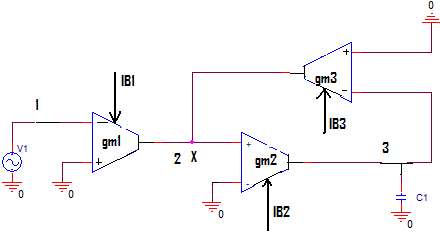 0
IB1
+
gm3
-
1
V1
-
gm1
+
IB3
2 X
+
gm2
-
3
C1
0
0
0
IB2
0